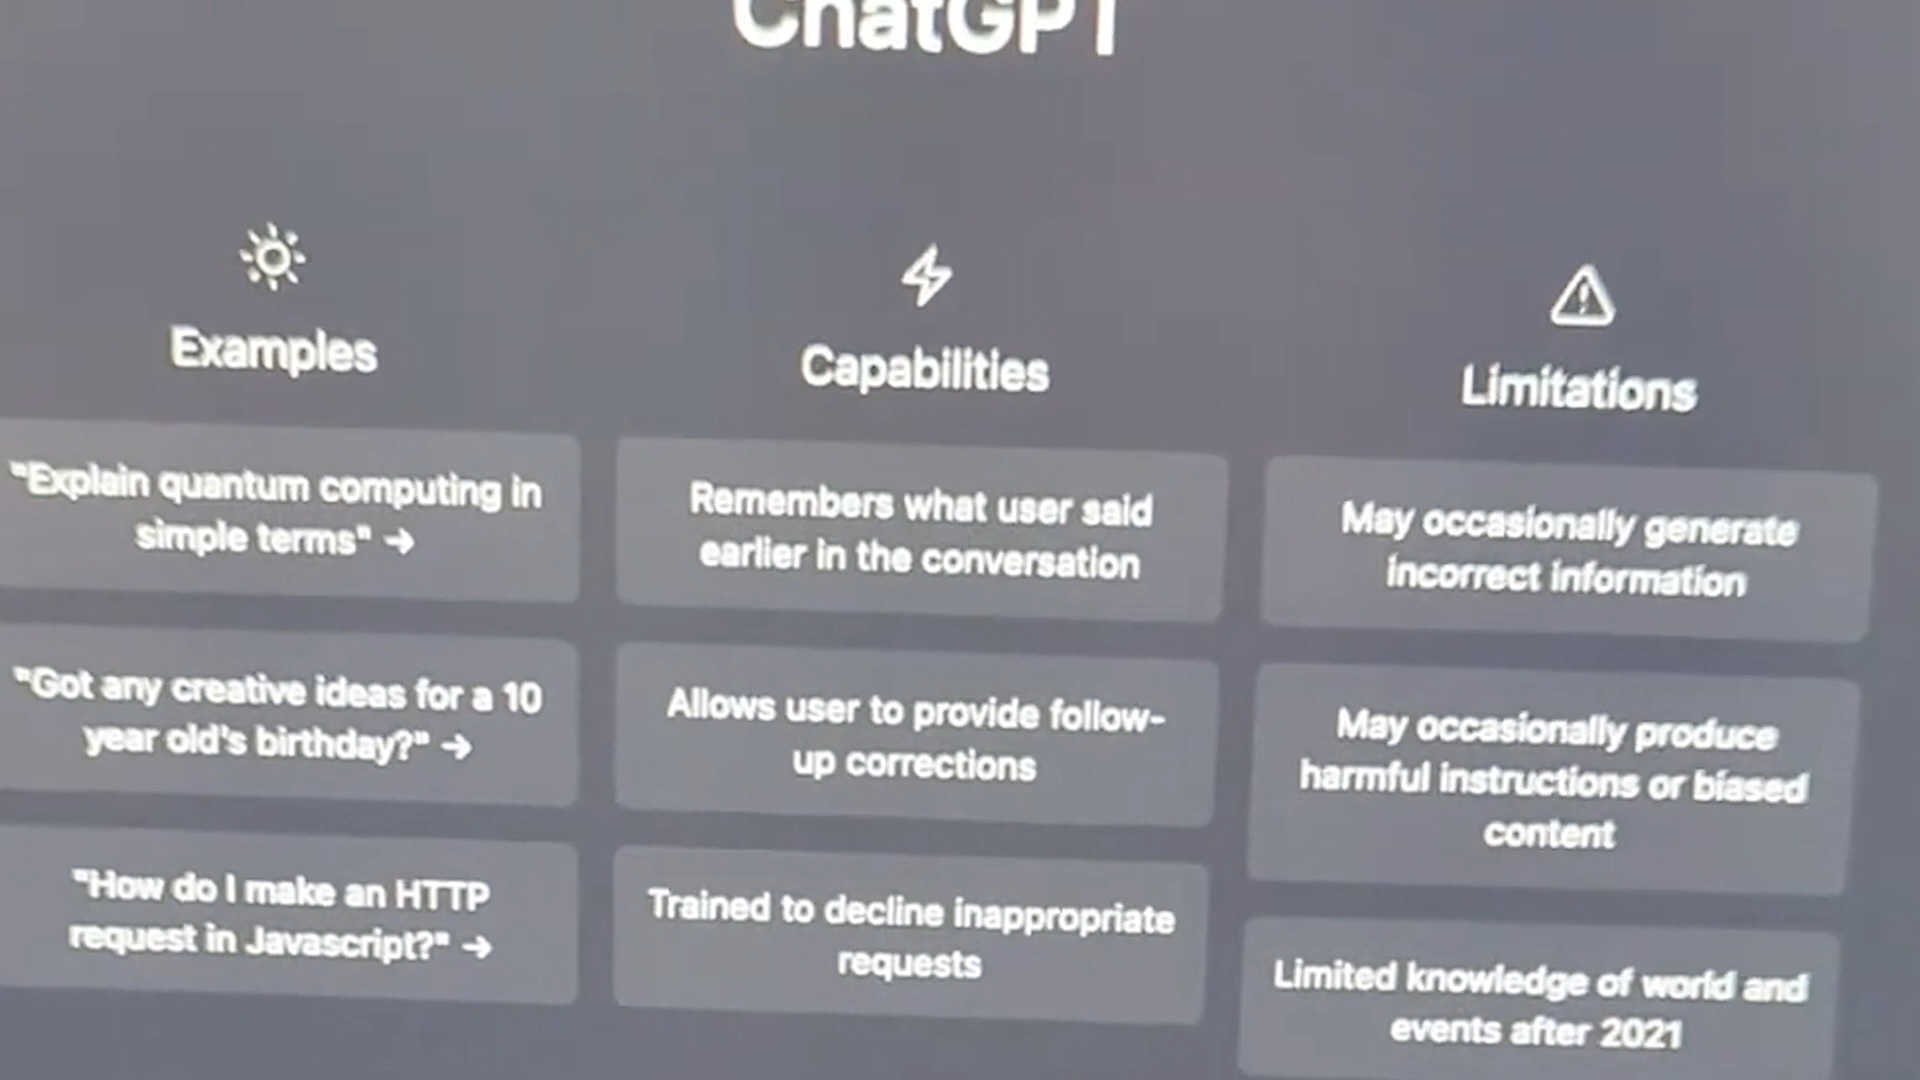 ChatGPT
Examples
"Explain quantum computing in
simple terms" →
"Got any creative ideas for a 10
year old's birthday?" →
"How do I make an HTTP
request in Javascript?" →
Capabilities
Remembers what user said
earlier in the conversation
Allows user to provide follow-
up corrections
Trained to decline inappropriate
requests
Limitations
May occasionally generate
incorrect information
May occasionally produce
harmful instructions or biased
content
Limited knowledge of world and
events after 2021